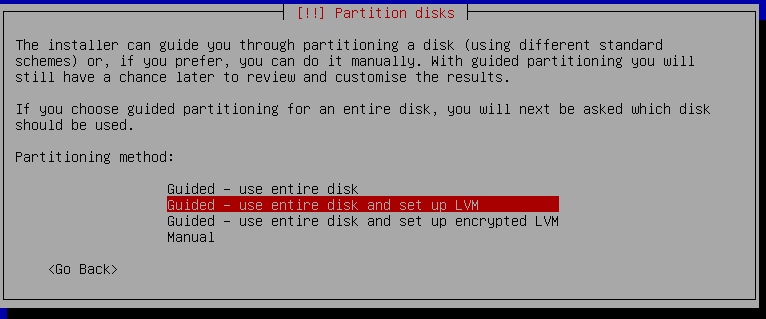 [!!] Partition disks
The installer can guide you through partitioning a disk (using different standard
schemes) or, if you prefer, you can do it manually. With guided partitioning you will
still have a chance later to review and customise the results.
If you choose guided partitioning for an entire disk, you will next be asked which disk
should be used.
Partitioning method:
Guided - use entire disk
Guided - use entire disk and set up LVM
Guided - use entire disk and set up encrypted LVM
Manual
<Go Back>